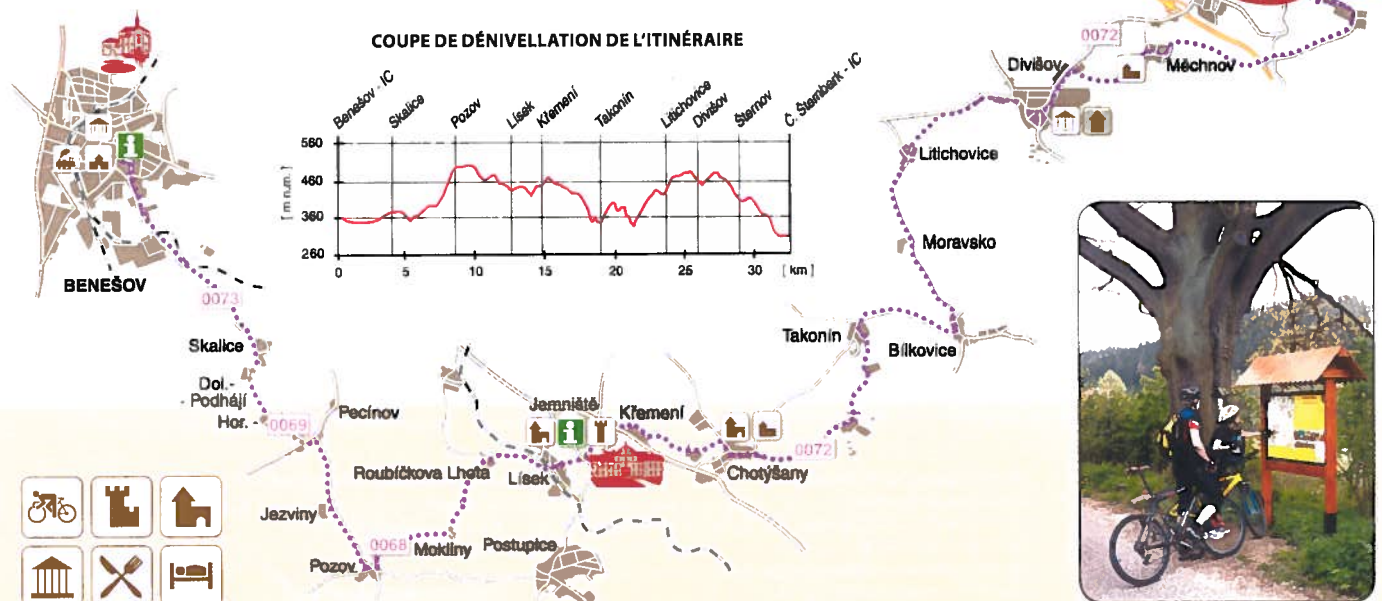 COUPE DE DÉNIVELLATION DE L'ITINÉRAIRE
Benešov - IC
Skalice
Pozov
Lísek
Křemení
Takonín
Litichovice
Divišov
Šternov
Č. Šternberk - IC
[ m n.m. ]
560
460
360
260
0
5
10
15
20
25
30
[ km ]
BENEŠOV
0073
Skalice
Dol.-
- Podhájí
Hor. -
0069
Pecínov
Jezviny
Pozov
0068
Mokliny
Roubíčkova Lhota
Lísek
Postupice
Jemniště
Křemení
Chotýšany
0072
Takonín
Bílkovice
Moravsko
Litichovice
Divišov
0072
Měchnov